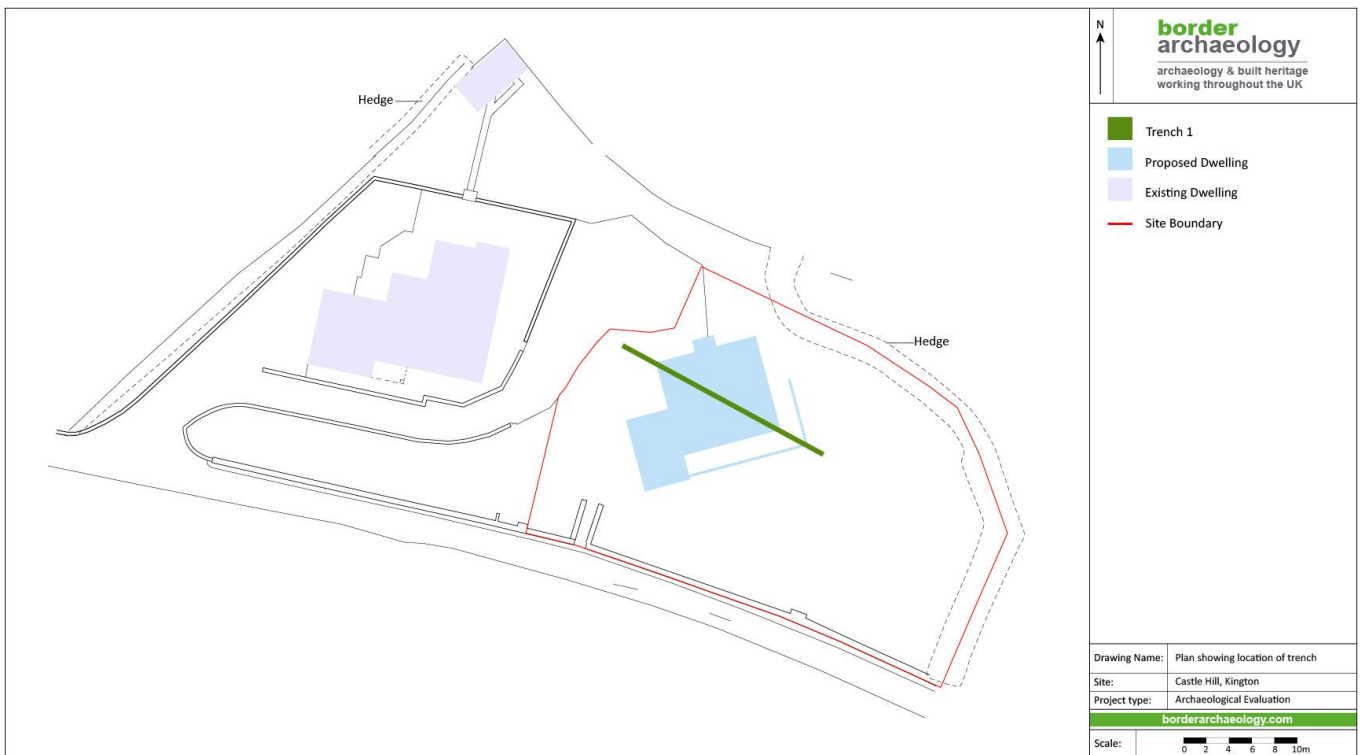 Hedge
Hedge
N
border
archaeology
archaeology & built heritage
working throughout the UK
Trench 1
Proposed Dwelling
Existing Dwelling
Site Boundary
Drawing Name: Plan showing location of trench
Site: Castle Hill, Kington
Project type: Archaeological Evaluation
borderarchaeology.com
Scale: 0 2 4 6 8 10m